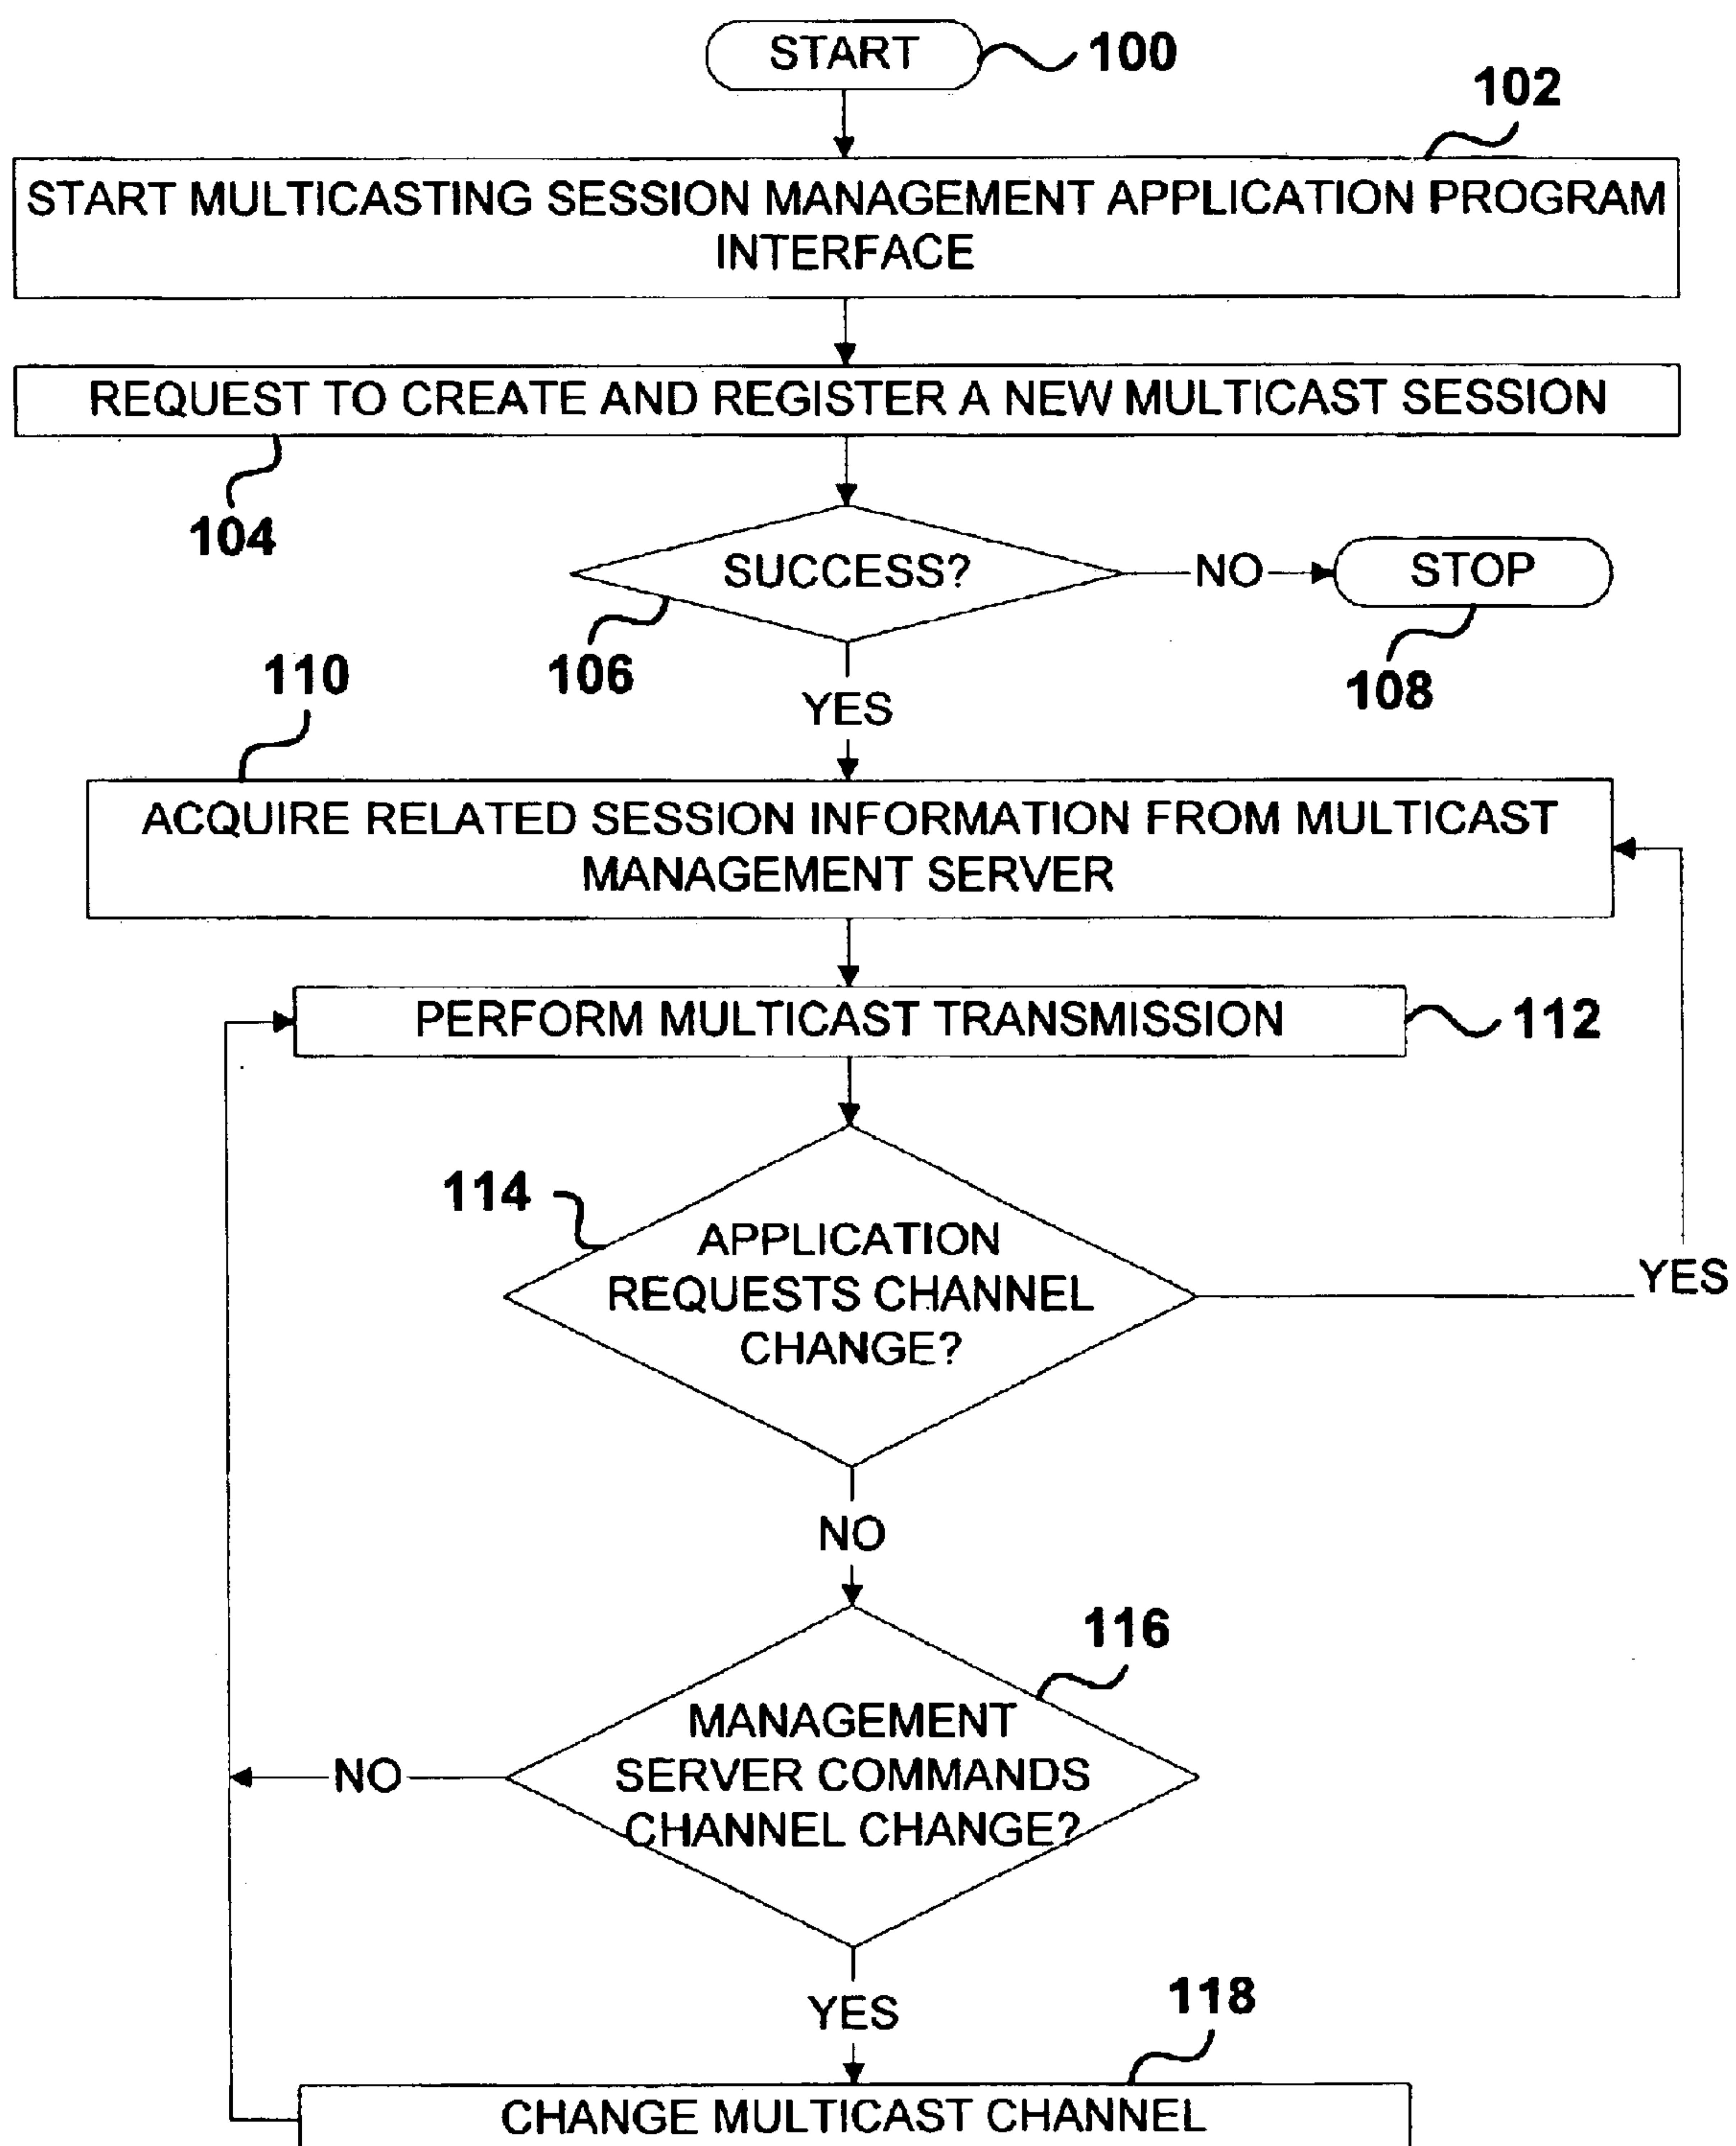 START
100
102
START MULTICASTING SESSION MANAGEMENT APPLICATION PROGRAM
INTERFACE
REQUEST TO CREATE AND REGISTER A NEW MULTICAST SESSION
104
SUCCESS?
NO
STOP
106
108
YES
110
ACQUIRE RELATED SESSION INFORMATION FROM MULTICAST
MANAGEMENT SERVER
PERFORM MULTICAST TRANSMISSION
112
114
APPLICATION
REQUESTS CHANNEL
CHANGE?
YES
NO
116
MANAGEMENT
SERVER COMMANDS
CHANNEL CHANGE?
NO
YES
118
CHANGE MULTICAST CHANNEL